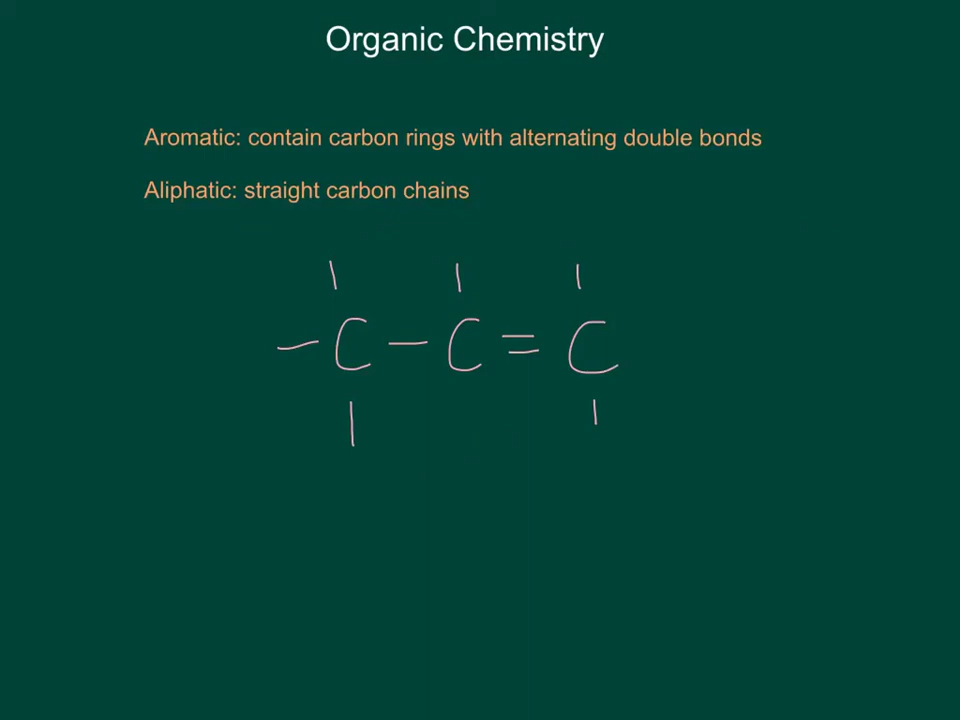 Organic Chemistry
Aromatic: contain carbon rings with alternating double bonds
Aliphatic: straight carbon chains
– C – C = C